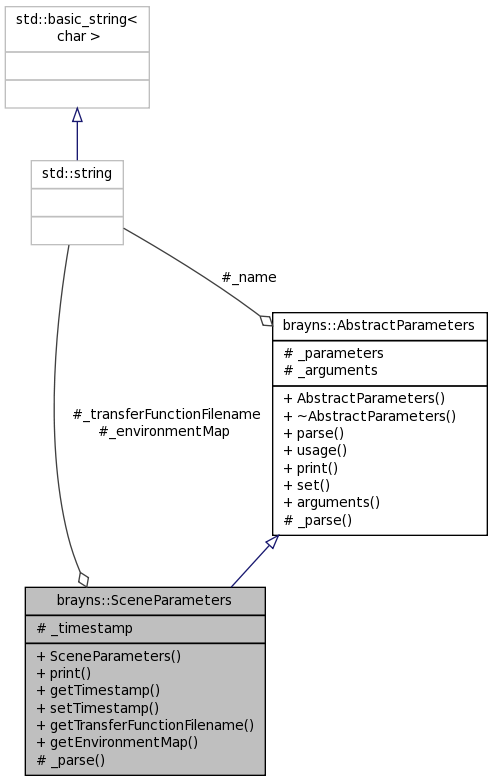 std::basic_string<
char >
std::string
#_name
brayns::AbstractParameters
# _parameters
# _arguments
+ AbstractParameters()
+ ~AbstractParameters()
+ parse()
+ usage()
+ print()
+ set()
+ arguments()
# _parse()
#_transferFunctionFilename
#_environmentMap
brayns::SceneParameters
# _timestamp
+ SceneParameters()
+ print()
+ getTimestamp()
+ setTimestamp()
+ getTransferFunctionFilename()
+ getEnvironmentMap()
# _parse()